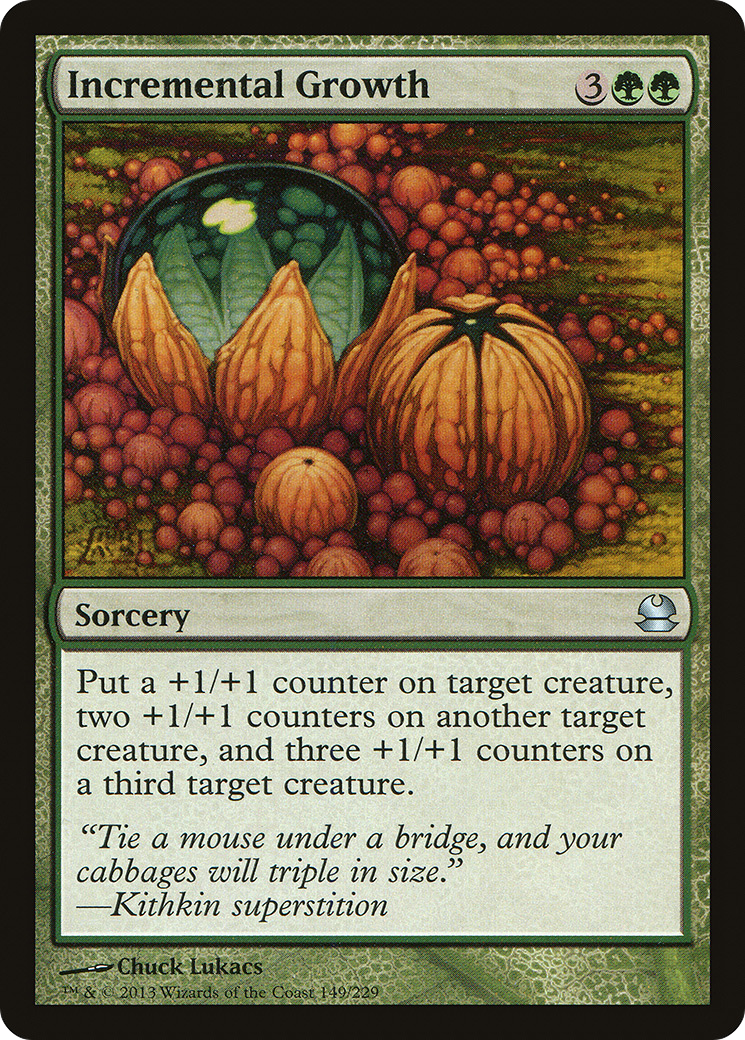 Incremental Growth 3
Sorcery
Put a +1/+1 counter on target creature,
two +1/+1 counters on another target
creature, and three +1/+1 counters on
a third target creature.
“Tie a mouse under a bridge, and your
cabbages will triple in size.”
—Kithkin superstition
Chuck Lukacs
™ & © 2013 Wizards of the Coast 149/229